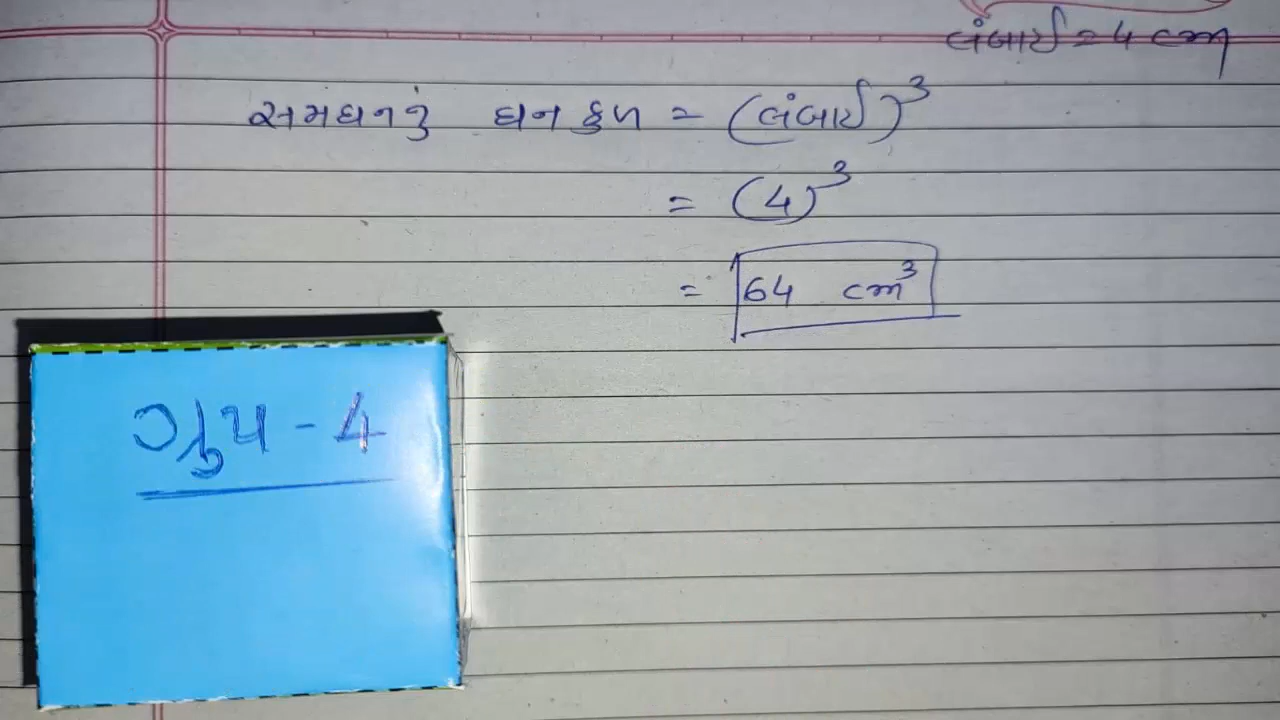 લંબાઈ = 4 cm
સમઘનનું ઘનફળ = (લંબાઈ)³
= (4)³
= 64 cm³
ગ્રુપ - 4